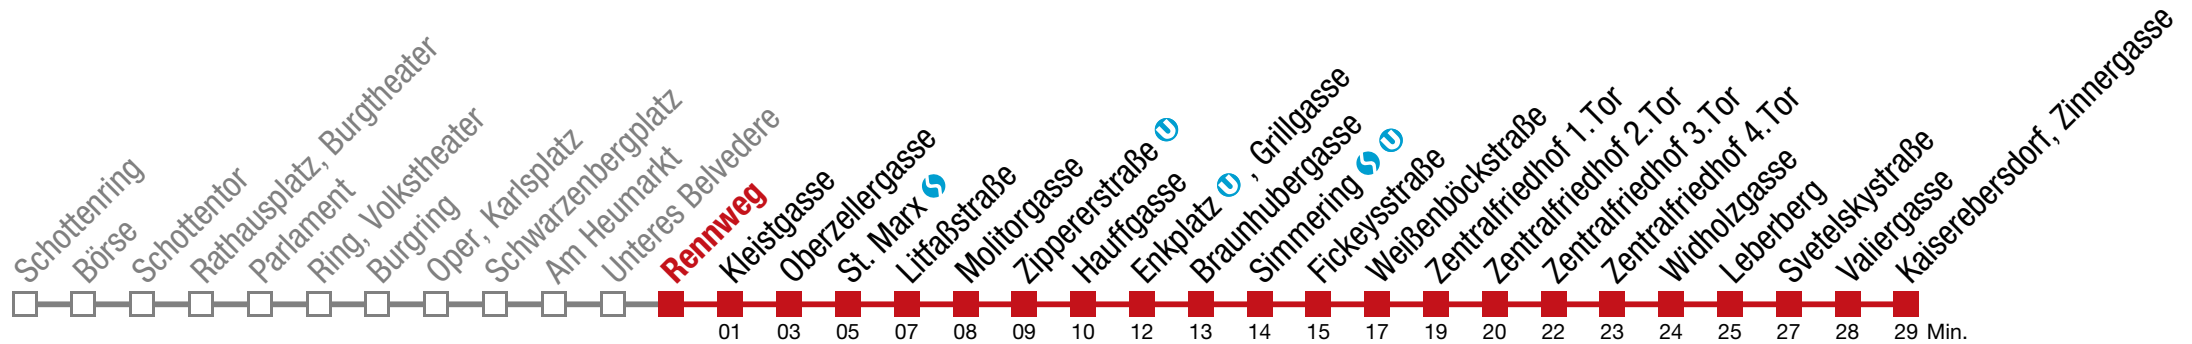 Schottenring
Börse
Schottentor
Rathausplatz, Burgtheater
Parlament
Ring, Volkstheater
Burgring
Oper, Karlsplatz
Schwarzenbergplatz
Am Heumarkt
Unteres Belvedere
Rennweg
Kleistgasse
Oberzellergasse
St. Marx
Litfaßstraße
Molitorgasse
Zippererstraße U
Hauffgasse
Enkplatz U , Grillgasse
Braunhubergasse
Simmering U
Fickeysstraße
Weißenböckstraße
Zentralfriedhof 1.Tor
Zentralfriedhof 2.Tor
Zentralfriedhof 3.Tor
Zentralfriedhof 4.Tor
Widholzgasse
Leberberg
Svetelskystraße
Valiergasse
Kaiserebersdorf, Zinnergasse
01 03 05 07 08 09 10 12 13 14 15 17 19 20 22 23 24 25 27 28 29 Min.